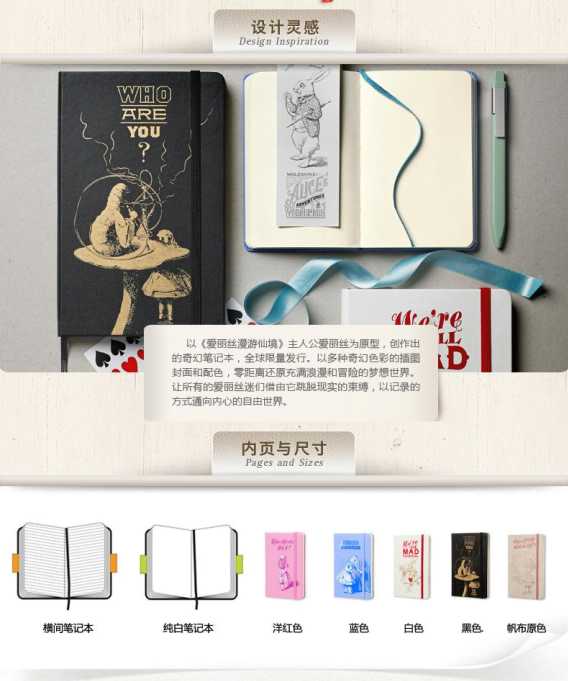 设计灵感
Design Inspiration
WHO
ARE
YOU
?
MOLESKINE
ALICE'S
ADVENTURES
WONDERLAND
We're
ALL
MAD
以《爱丽丝漫游仙境》主人公爱丽丝为原型，创作出
的奇幻笔记本，全球限量发行。以多种奇幻色彩的插图
封面和配色，零距离还原充满浪漫和冒险的梦想世界。
让所有的爱丽丝迷们借由它跳脱现实的束缚，以记录的
方式通向内心的自由世界。
内页与尺寸
Pages and Sizes
We're
MAD
横间笔记本
纯白笔记本
洋红色
蓝色
白色
黑色.
帆布原色